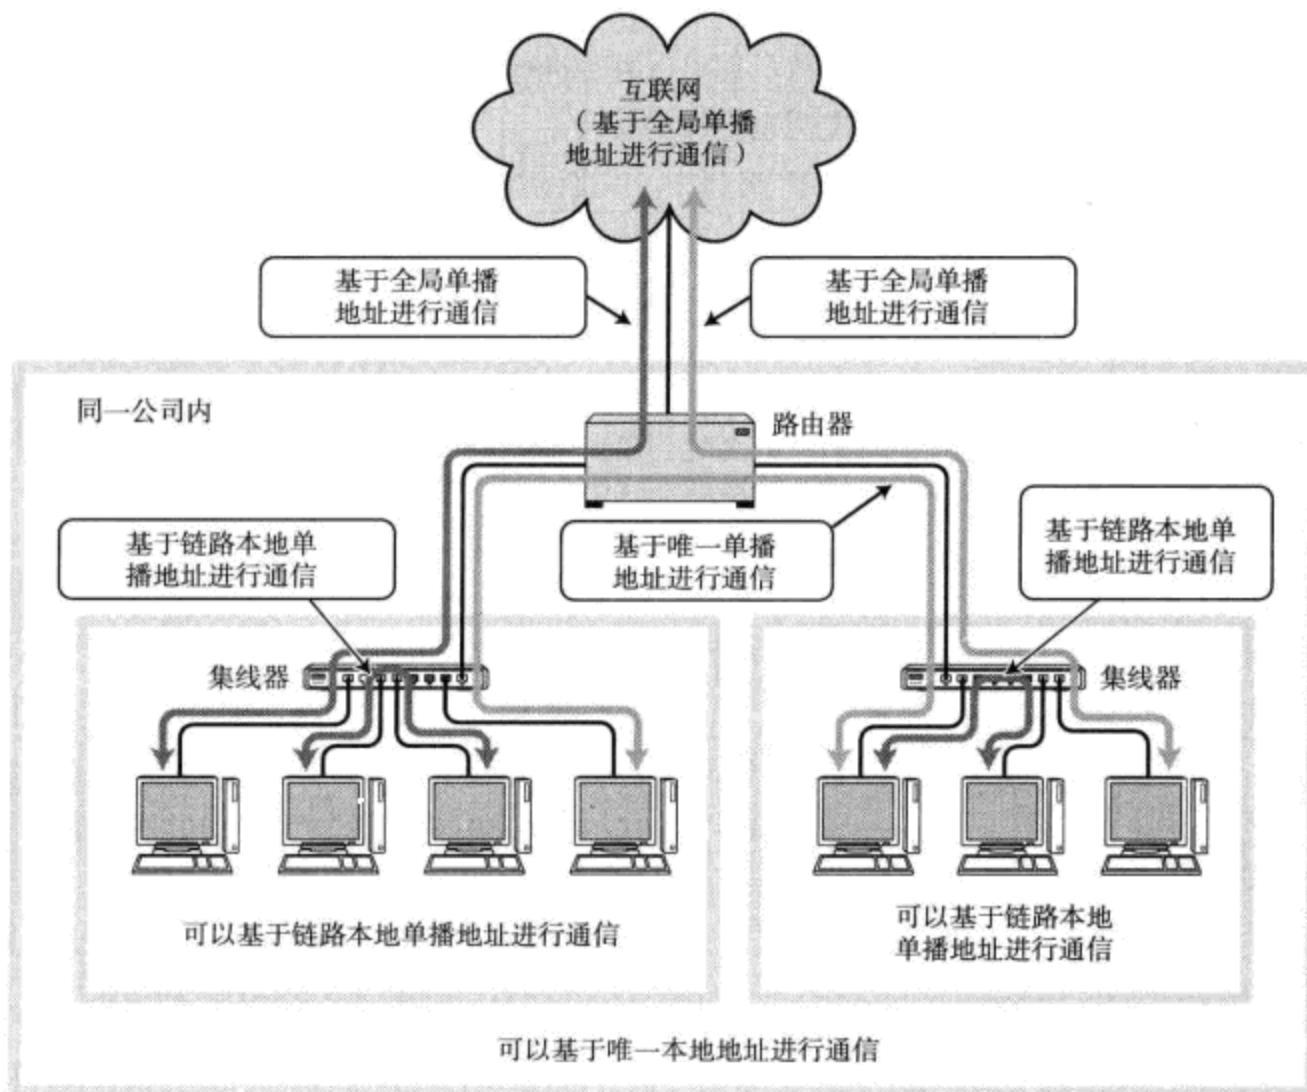 互联网
（基于全局单播
地址进行通信）
基于全局单播
地址进行通信
基于全局单播
地址进行通信
同一公司内
路由器
基于链路本地单
播地址进行通信
基于唯一单播
地址进行通信
基于链路本地单
播地址进行通信
集线器
集线器
可以基于链路本地单播地址进行通信
可以基于链路本地
单播地址进行通信
可以基于唯一本地地址进行通信